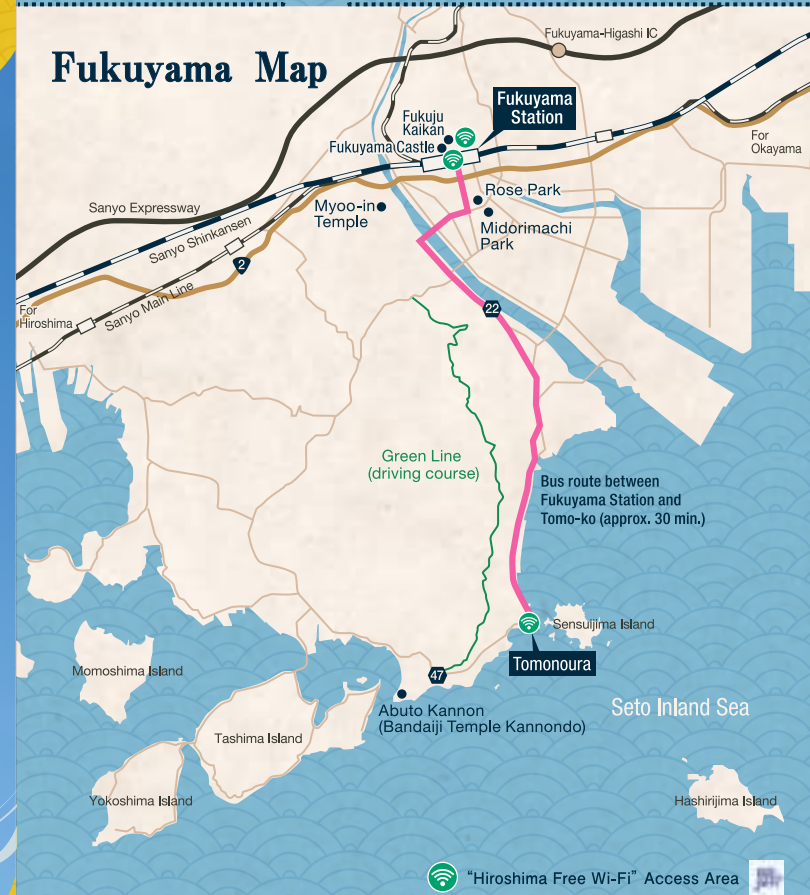 Fukuyama Map
Fukuyama-Higashi IC
Fukuyama
Station
Fukuju
Kaikan
Fukuyama Castle
For
Okayama
Rose Park
Myoo-in
Temple
Midorimachi
Park
Sanyo Expressway
Sanyo Shinkansen
2
Sanyo Main Line
For
Hiroshima
22
Green Line
(driving course)
Bus route between
Fukuyama Station and
Tomo-ko (approx. 30 min.)
Sensuijima Island
Tomonoura
Momoshima Island
47
Abuto Kannon
(Bandaiji Temple Kannondo)
Seto Inland Sea
Tashima Island
Yokoshima Island
Hashirijima Island
"Hiroshima Free Wi-Fi" Access Area